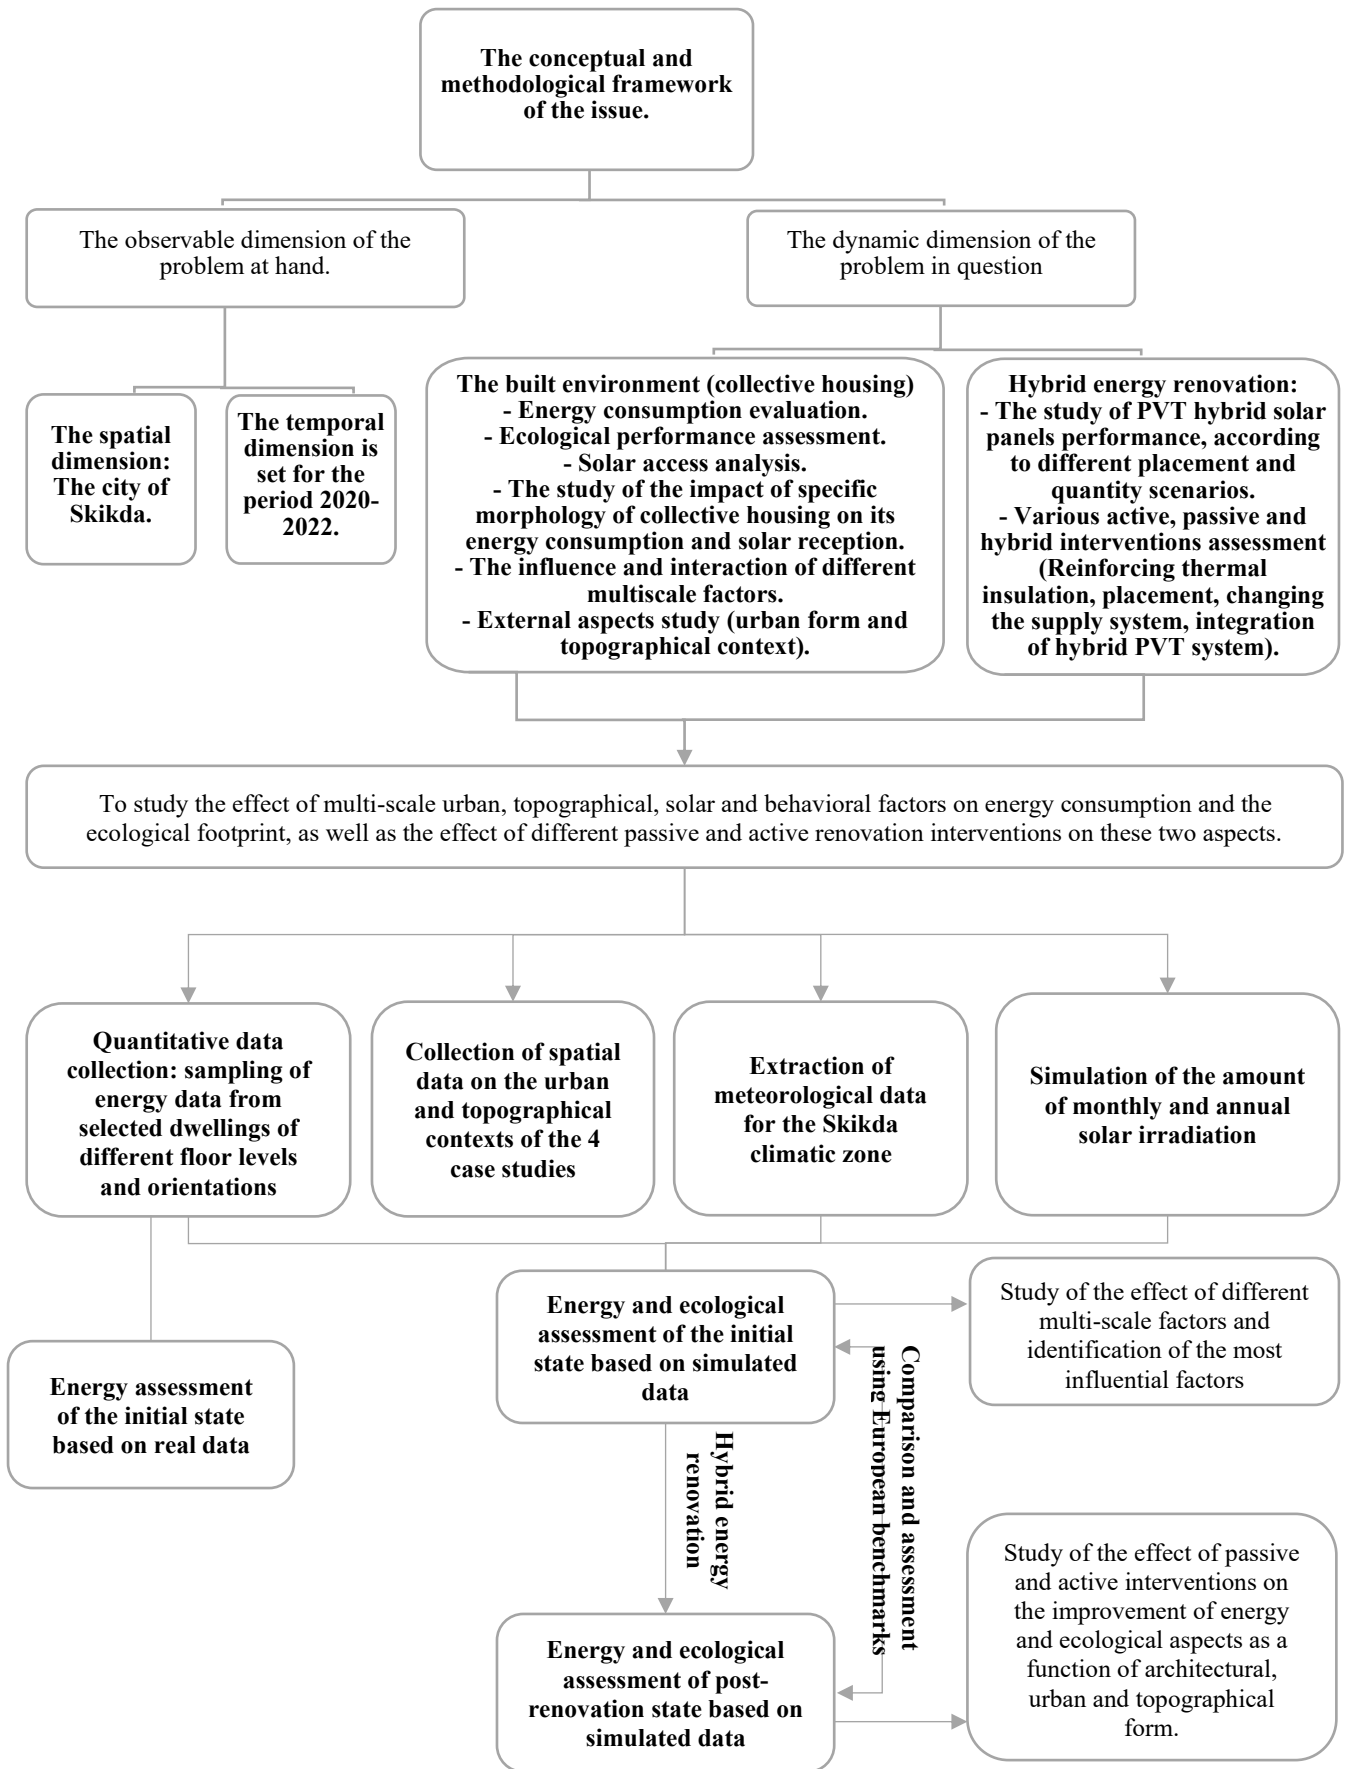 The conceptual and
methodological framework
of the issue.
The observable dimension of the
problem at hand.
The dynamic dimension of the
problem in question
The spatial
dimension:
The city of
Skikda.
The temporal
dimension is
set for the
period 2020-
2022.
The built environment (collective housing)
- Energy consumption evaluation.
- Ecological performance assessment.
- Solar access analysis.
- The study of the impact of specific
morphology of collective housing on its
energy consumption and solar reception.
- The influence and interaction of different
multiscale factors.
- External aspects study (urban form and
topographical context).
Hybrid energy renovation:
- The study of PVT hybrid solar
panels performance, according
to different placement and
quantity scenarios.
- Various active, passive and
hybrid interventions assessment
(Reinforcing thermal
insulation, placement, changing
the supply system, integration
of hybrid PVT system).
To study the effect of multi-scale urban, topographical, solar and behavioral factors on energy consumption and the
ecological footprint, as well as the effect of different passive and active renovation interventions on these two aspects.
Quantitative data
collection: sampling of
energy data from
selected dwellings of
different floor levels
and orientations
Collection of spatial
data on the urban
and topographical
contexts of the 4
case studies
Extraction of
meteorological data
for the Skikda
climatic zone
Simulation of the amount
of monthly and annual
solar irradiation
Energy assessment
of the initial state
based on real data
Energy and ecological
assessment of the initial
state based on simulated
data
Study of the effect of different
multi-scale factors and
identification of the most
influential factors
Hybrid energy
renovation
Comparison and assessment
using European benchmarks
Energy and ecological
assessment of post-
renovation state based on
simulated data
Study of the effect of passive
and active interventions on
the improvement of energy
and ecological aspects as a
function of architectural,
urban and topographical
form.